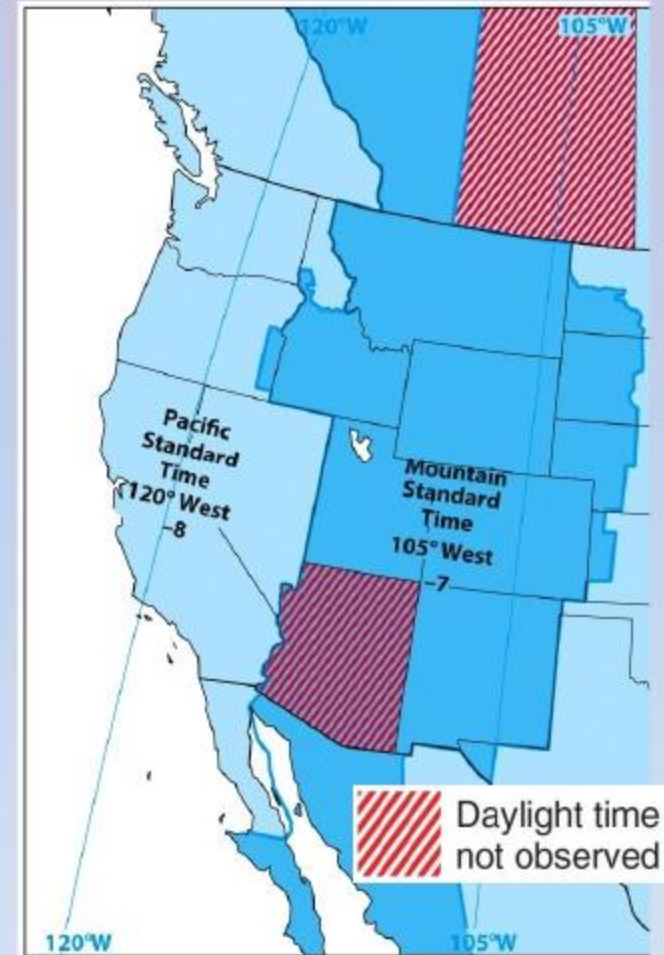 120°W
105°W
Pacific
Standard
Time
120° West
–8
Mountain
Standard
Time
105° West
–7
Daylight time
not observed
120°W
105°W